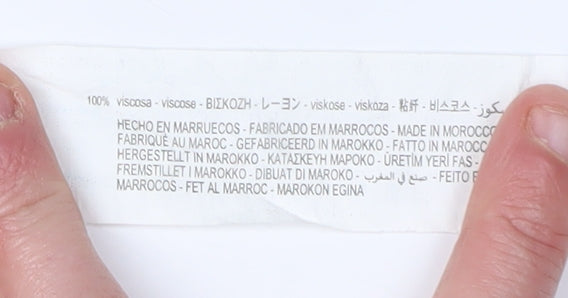 100% viscosa - viscose - ΒΙΣΚΟΖΗ - レーヨン - viskose - viskoza - 粘纤 - 비스코스 -
HECHO EN MARRUECOS - FABRICADO EM MARROCOS - MADE IN MOROCCO
FABRIQUÉ AU MAROC - GEFABRICEERD IN MAROKKO - FATTO IN MAROCC
HERGESTELLT IN MAROKKO - ΚΑΤΑΣΚΕΥΗ ΜΑΡΟΚΟ - ÜRETİM YERİ FAS -
FREMSTILLET I MAROKKO - DIBUAT DI MAROKO - صنع في المغرب - FEITO E
MARROCOS - FET AL MARROC - MAROKON EGINA